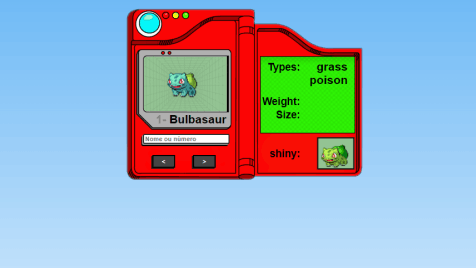 1- Bulbasaur
Nome ou número
< >
Types: grass
poison
Weight:
Size:
shiny: